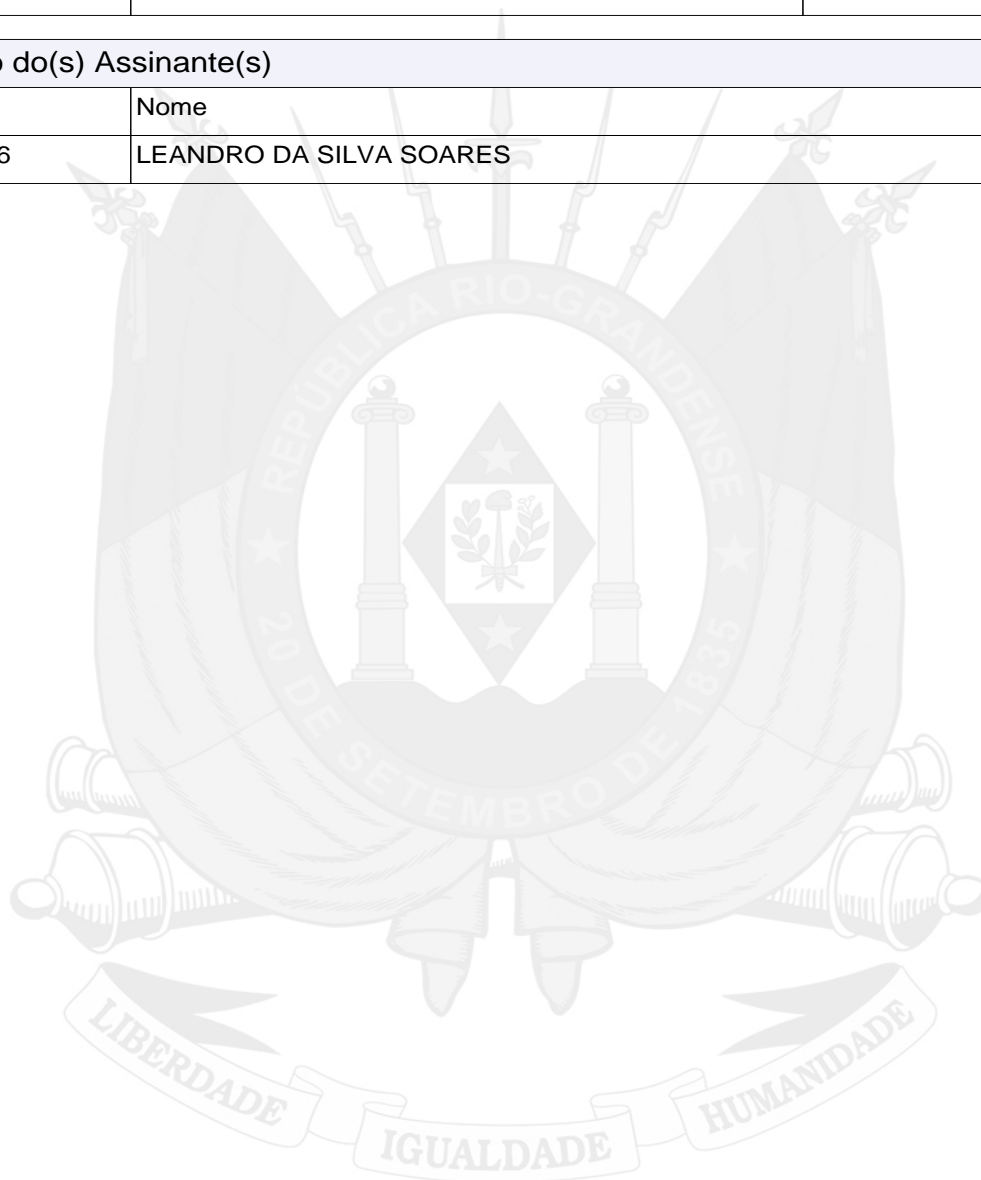 o do(s) Assinante(s)
Nome
6 LEANDRO DA SILVA SOARES
REPÚBLICA RIO-GRANDENSE
20 DE SETEMBRO DE 1835
LIBERDADE
IGUALDADE
HUMANIDADE